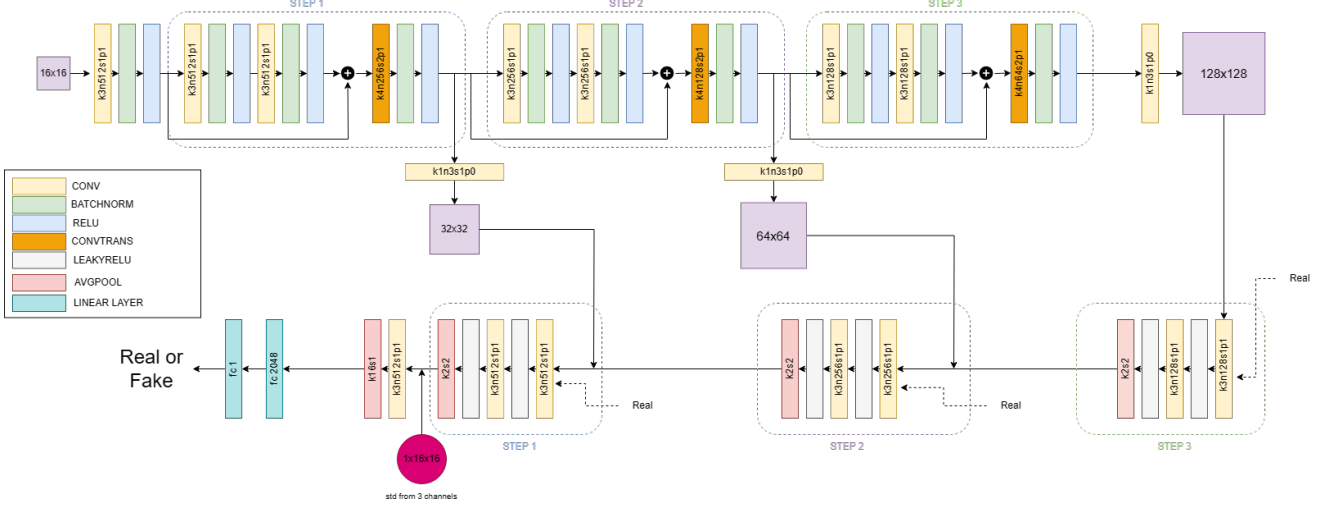 STEP 1
STEP 2
STEP 3
16x16
k3n512s1p1
k3n512s1p1
k3n512s1p1
k4n256s2p1
k3n256s1p1
k3n256s1p1
k4n128s2p1
k3n128s1p1
k3n128s1p1
k4n64s2p1
k1n3s1p0
128x128
k1n3s1p0
k1n3s1p0
32x32
64x64
CONV
BATCHNORM
RELU
CONVTRANS
LEAKYRELU
AVGPOOL
LINEAR LAYER
Real or
Fake
fc 1
fc 2048
k16s1
k3n512s1p1
k2s2
k3n512s1p1
k3n512s1p1
Real
k2s2
k3n256s1p1
k3n256s1p1
Real
k2s2
k3n128s1p1
k3n128s1p1
Real
STEP 1
STEP 2
STEP 3
1x16x16
std from 3 channels